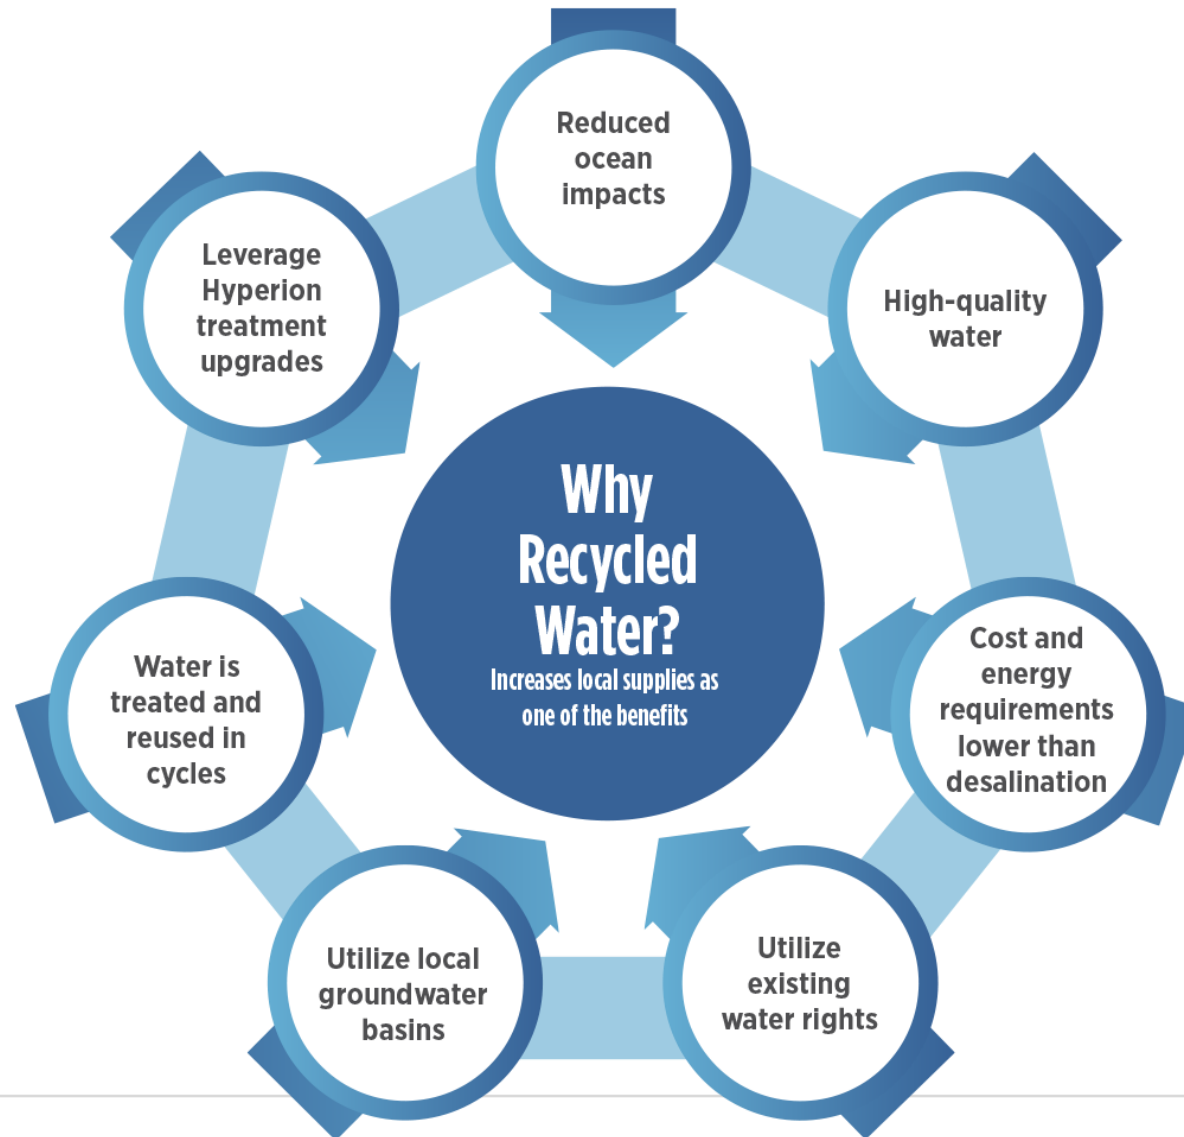 Reduced
ocean
impacts
High-quality
water
Cost and
energy
requirements
lower than
desalination
Utilize
existing
water rights
Utilize local
groundwater
basins
Water is
treated and
reused in
cycles
Leverage
Hyperion
treatment
upgrades
Why
Recycled
Water?
Increases local supplies as
one of the benefits